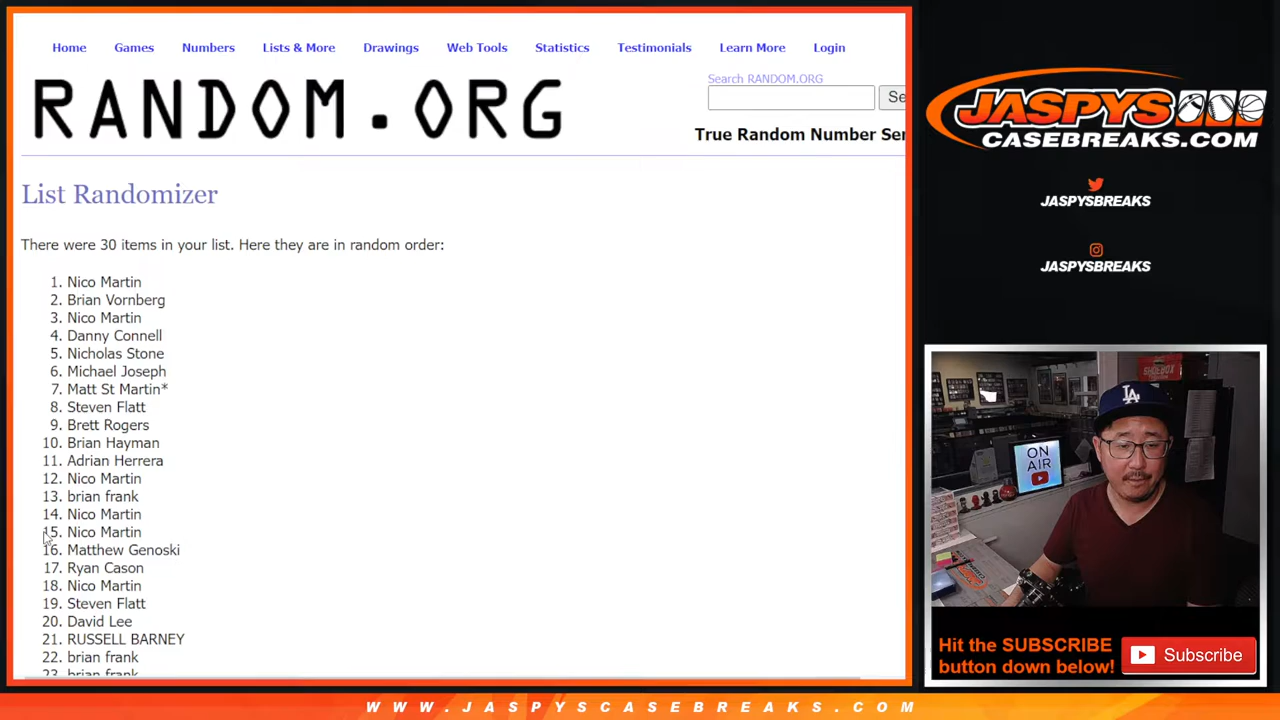 Home Games Numbers Lists & More Drawings Web Tools Statistics Testimonials Learn More Login
RANDOM.ORG
Search RANDOM.ORG
Se
True Random Number Ser
List Randomizer
There were 30 items in your list. Here they are in random order:
1. Nico Martin
2. Brian Vornberg
3. Nico Martin
4. Danny Connell
5. Nicholas Stone
6. Michael Joseph
7. Matt St Martin*
8. Steven Flatt
9. Brett Rogers
10. Brian Hayman
11. Adrian Herrera
12. Nico Martin
13. brian frank
14. Nico Martin
15. Nico Martin
16. Matthew Genoski
17. Ryan Cason
18. Nico Martin
19. Steven Flatt
20. David Lee
21. RUSSELL BARNEY
22. brian frank
23. brian frank
JASPYS
CASEBREAKS.COM
JASPYSBREAKS
JASPYSBREAKS
SHOEBOX
LA
ON
AIR
Hit the SUBSCRIBE
button down below!
Subscribe
WWW.JASPYSCASEBREAKS.COM